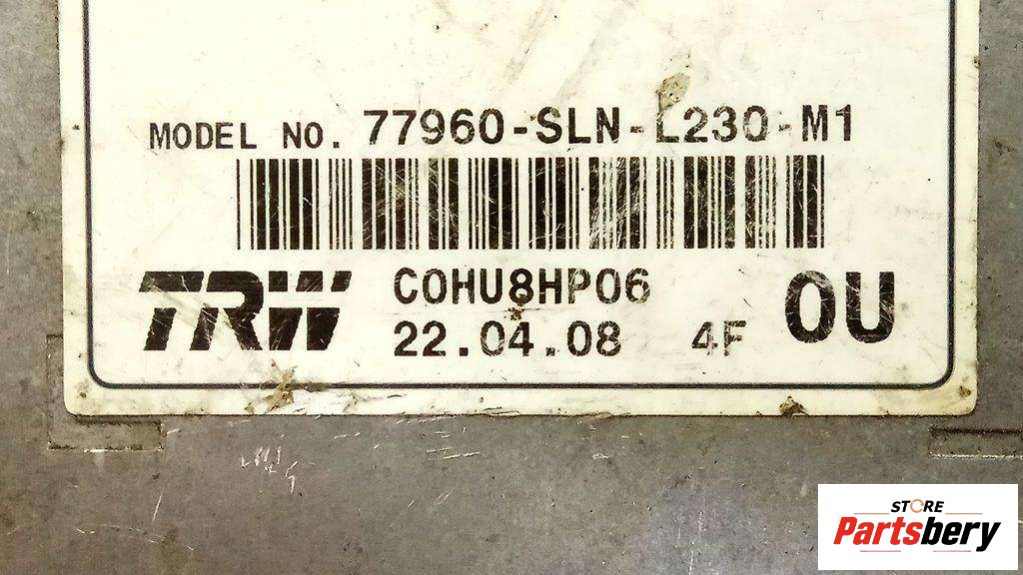 MODEL NO. 77960-SLN-L230-M1
TRW
C0HU8HP06
22.04.08 4F
0U
STORE
Partsbery